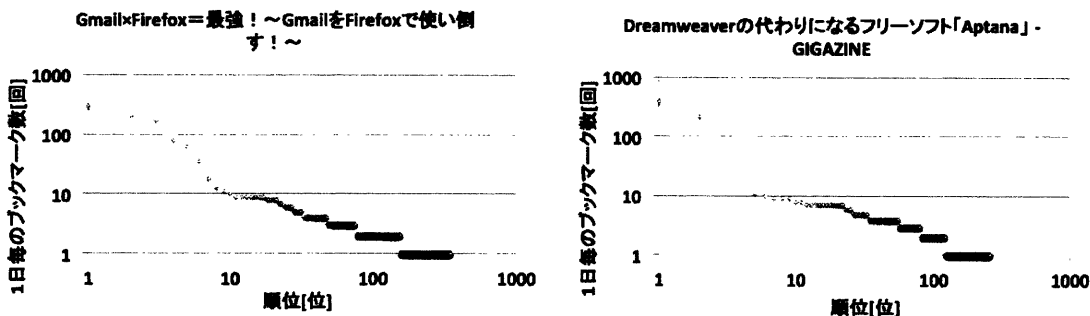 Gmail×Firefox＝最強！～GmailをFirefoxで使い倒
す！～
1日毎のブックマーク数[回]
1000
100
10
1
1
10
100
1000
順位[位]
Dreamweaverの代わりになるフリーソフト「Aptana」-
GIGAZINE
1日毎のブックマーク数[回]
1000
100
10
1
1
10
100
1000
順位[位]